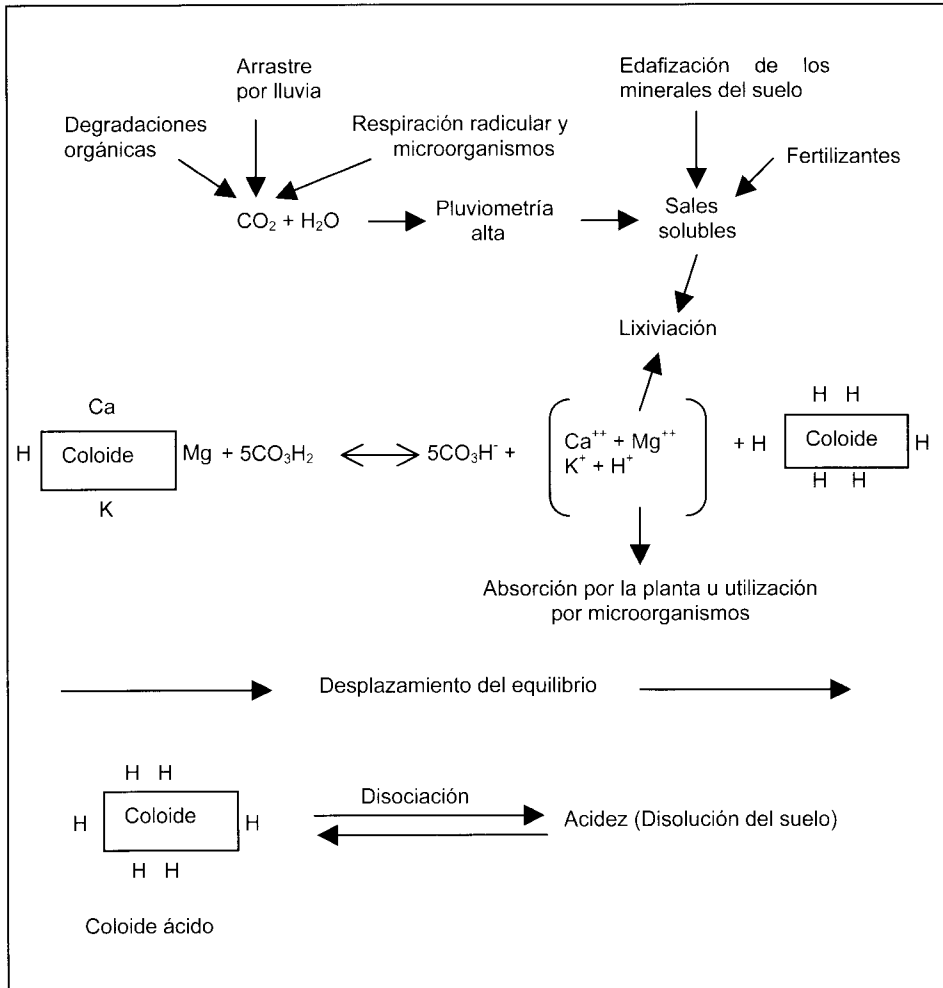 Arrastre
por lluvia
Edafización de los
minerales del suelo
Degradaciones
orgánicas
Respiración radicular y
microorganismos
Fertilizantes
CO₂ + H₂O
Pluviometría
alta
Sales
solubles
Lixiviación
Ca
H Coloide Mg + 5CO₃H₂
K
5CO₃H⁻ +
Ca⁺⁺ + Mg⁺⁺
K⁺ + H⁺
H H
+ H Coloide H
H H
Absorción por la planta u utilización
por microorganismos
Desplazamiento del equilibrio
H H
H Coloide H
H H
Disociación
Acidez (Disolución del suelo)
Coloide ácido